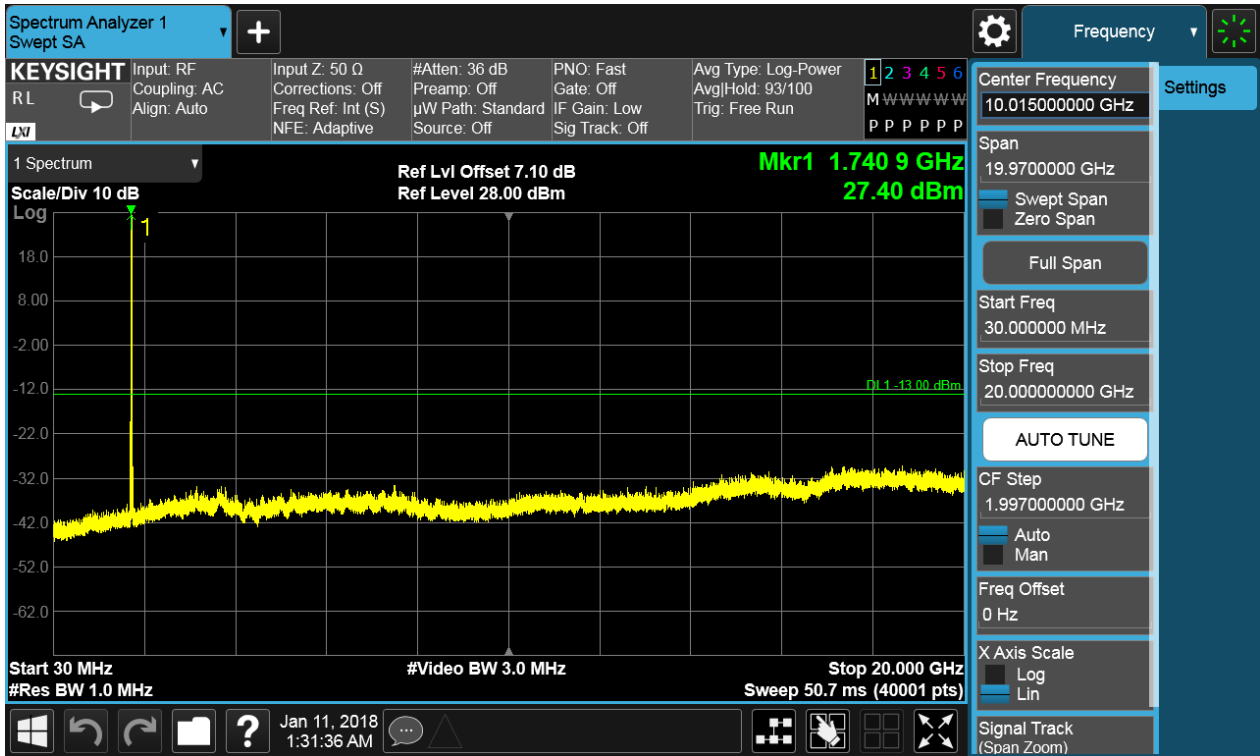 Spectrum Analyzer 1
Swept SA
+
Frequency
KEYSIGHT
R L
LXI
Input: RF
Coupling: AC
Align: Auto
Input Z: 50 Ω
Corrections: Off
Freq Ref: Int (S)
NFE: Adaptive
#Atten: 36 dB
Preamp: Off
µW Path: Standard
Source: Off
PNO: Fast
Gate: Off
IF Gain: Low
Sig Track: Off
Avg Type: Log-Power
Avg|Hold: 93/100
Trig: Free Run
1 2 3 4 5 6
M W W W W W
P P P P P P
1 Spectrum
Scale/Div 10 dB
Ref Lvl Offset 7.10 dB
Ref Level 28.00 dBm
Mkr1 1.740 9 GHz
27.40 dBm
Log
1
18.0
8.00
-2.00
-12.0
-22.0
-32.0
-42.0
-52.0
-62.0
DL1 -13.00 dBm
Start 30 MHz
#Res BW 1.0 MHz
#Video BW 3.0 MHz
Stop 20.000 GHz
Sweep 50.7 ms (40001 pts)
Center Frequency
10.015000000 GHz
Span
19.9700000 GHz
Swept Span
Zero Span
Full Span
Start Freq
30.000000 MHz
Stop Freq
20.000000000 GHz
AUTO TUNE
CF Step
1.997000000 GHz
Auto
Man
Freq Offset
0 Hz
X Axis Scale
Log
Lin
Signal Track
(Span Zoom)
Settings
?
Jan 11, 2018
1:31:36 AM